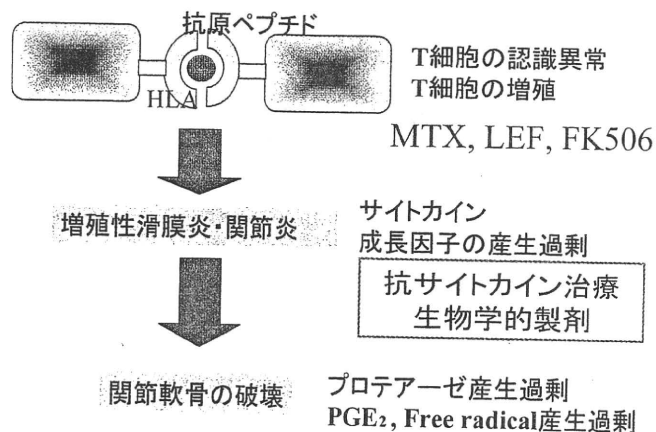 抗原ペプチド
HLA
T細胞の認識異常
T細胞の増殖
MTX, LEF, FK506
増殖性滑膜炎・関節炎
サイトカイン
成長因子の産生過剰
抗サイトカイン治療
生物学的製剤
関節軟骨の破壊
プロテアーゼ産生過剰
PGE₂, Free radical産生過剰